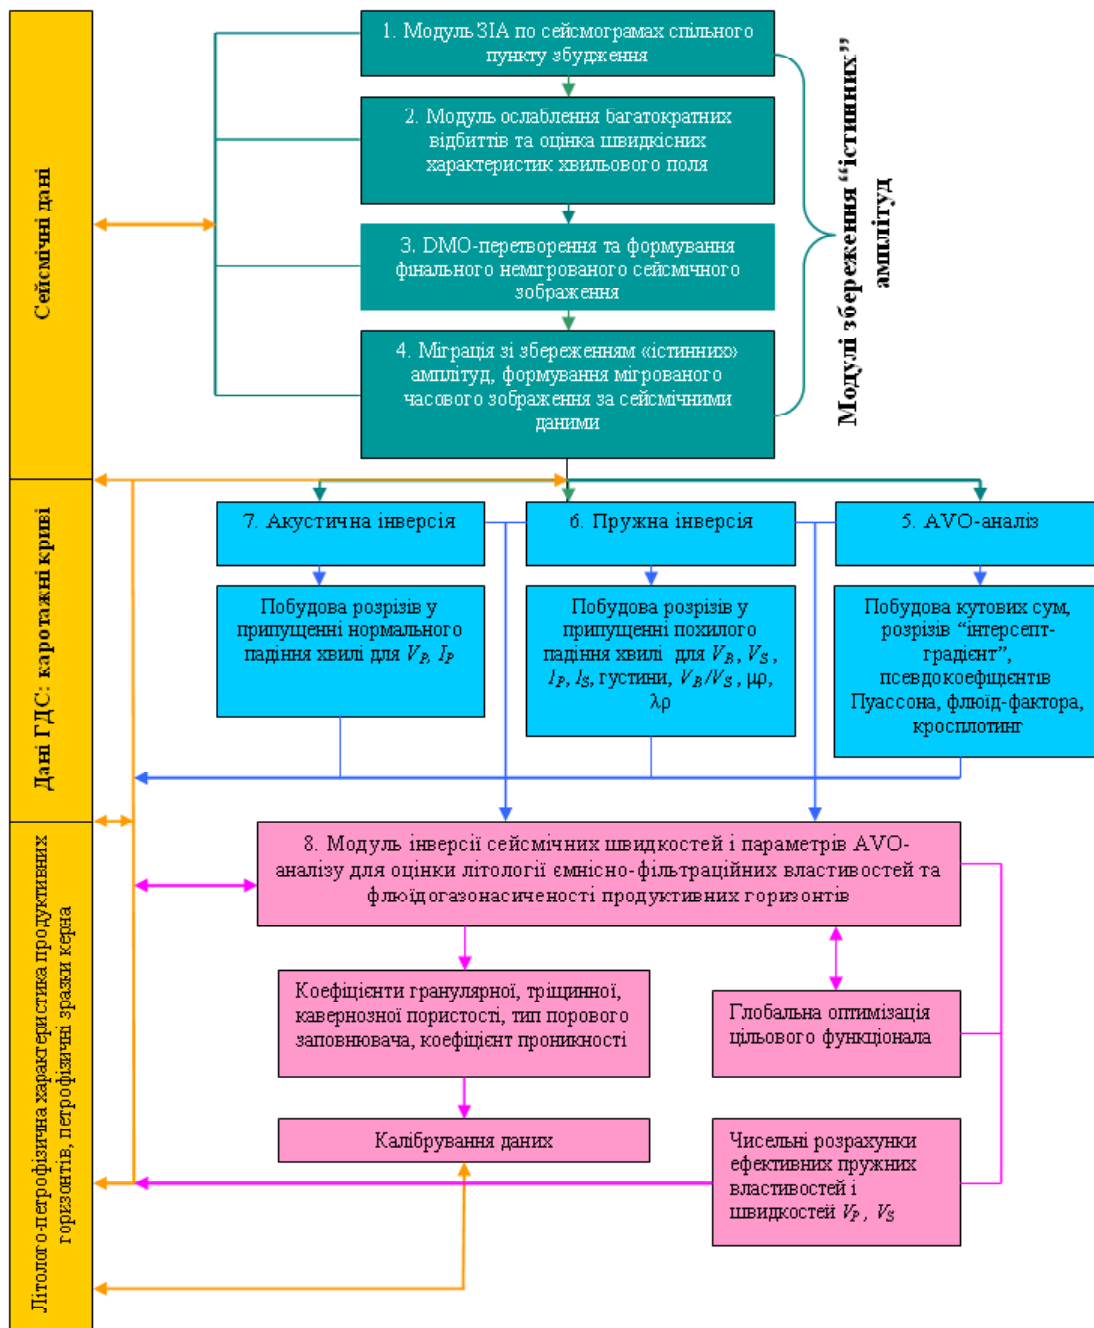 Сейсмічні дані
1. Модуль ЗІА по сейсмограмах спільного
пункту збудження
2. Модуль ослаблення багатократних
відбиттів та оцінка швидкісних
характеристик хвильового поля
3. DMO-перетворення та формування
фінального немігрованого сейсмічного
зображення
4. Міграція зі збереженням «істинних»
амплітуд, формування мігрованого
часового зображення за сейсмічними
даними
Модулі збереження “істинних”
амплітуд
Дані ГДС: каротажні криві
7. Акустична інверсія
6. Пружна інверсія
5. AVO-аналіз
Побудова розрізів у
припущенні нормального
падіння хвилі для V_P, I_P
Побудова розрізів у
припущенні похилого
падіння хвилі для V_B, V_S,
I_P, I_S, густини, V_B/V_S, μρ,
λρ
Побудова кутових сум,
розрізів “інтерсепт-
градієнт”,
псевдокоефіцієнтів
Пуассона, флюїд-фактора,
кросплотинг
Літолого-петрофізична характеристика продуктивних
горизонтів, петрофізичні зразки керна
8. Модуль інверсії сейсмічних швидкостей і параметрів AVO-
аналізу для оцінки літології ємнісно-фільтраційних властивостей та
флюїдогазонасиченості продуктивних горизонтів
Коефіцієнти гранулярної, тріщинної,
кавернозної пористості, тип порового
заповнювача, коефіцієнт проникності
Глобальна оптимізація
цільового функціонала
Калібрування даних
Чисельні розрахунки
ефективних пружних
властивостей і
швидкостей V_P, V_S